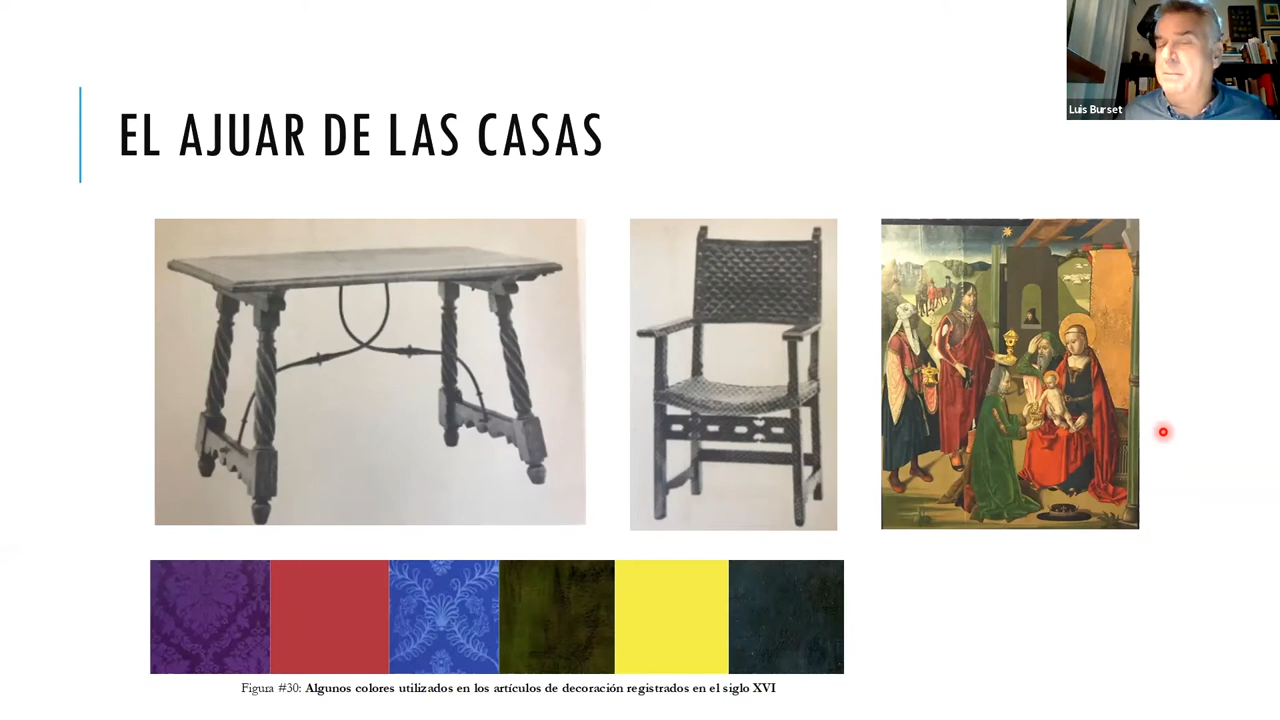 Luis Burset
EL AJUAR DE LAS CASAS
Figura #30: Algunos colores utilizados en los artículos de decoración registrados en el siglo XVI